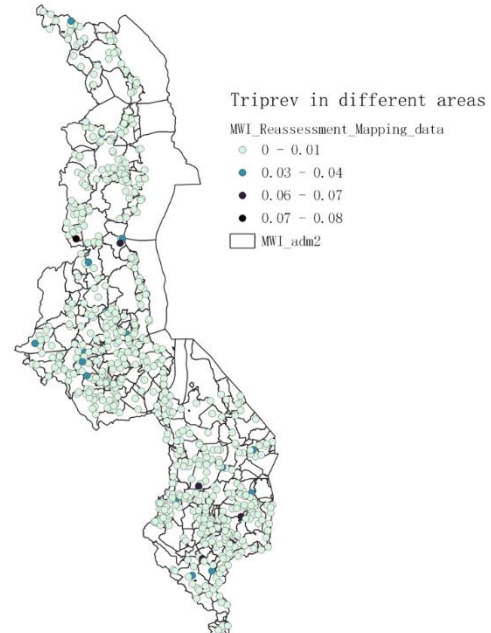 Triprev in different areas
MWI_Reassessment_Mapping_data
0 - 0.01
0.03 - 0.04
0.06 - 0.07
0.07 - 0.08
MWI_adm2